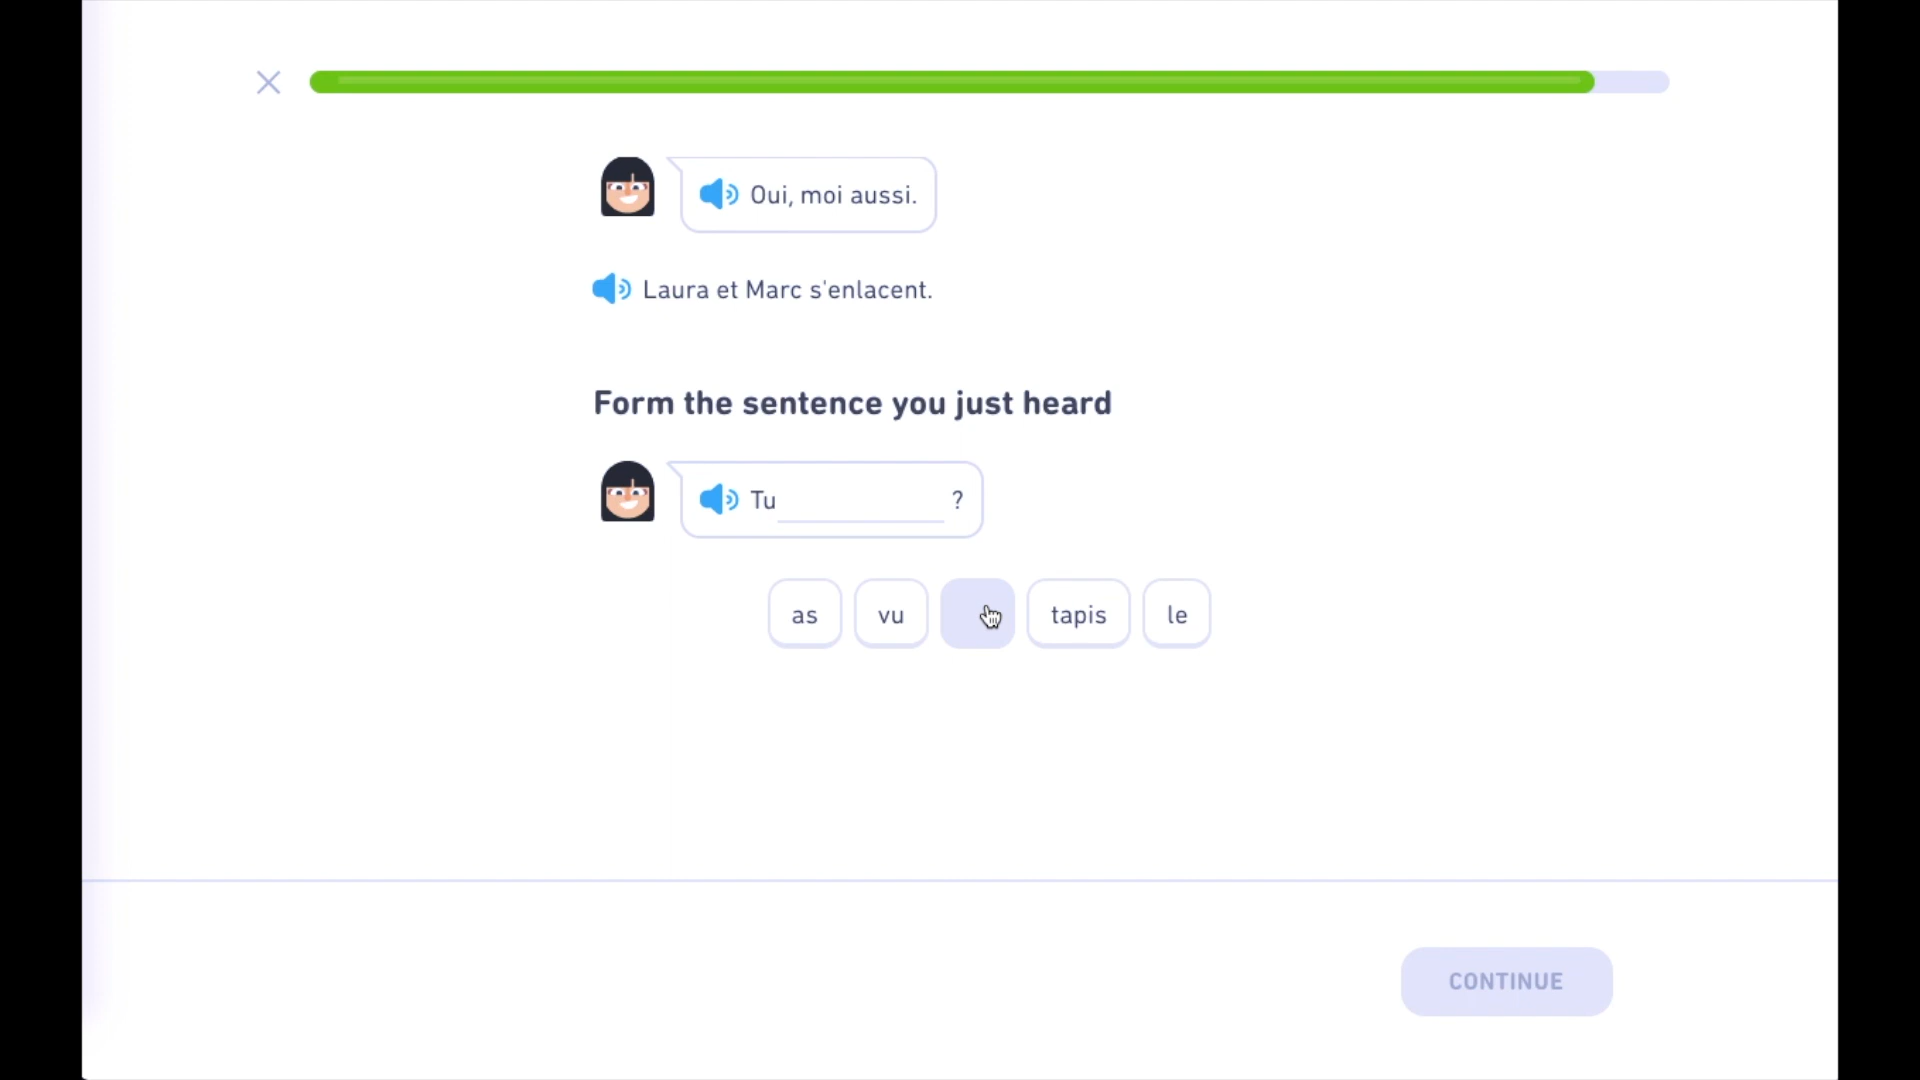 Oui, moi aussi.
Laura et Marc s'enlacent.
Form the sentence you just heard
Tu ?
as vu tapis le
CONTINUE